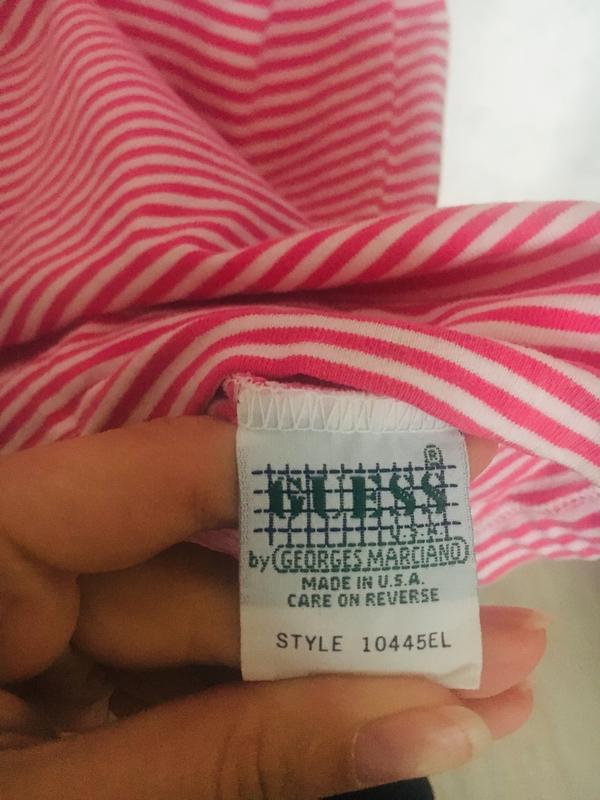 ®
GUESS
U.S.A.
by GEORGES MARCIANO
MADE IN U.S.A.
CARE ON REVERSE
STYLE 10445EL